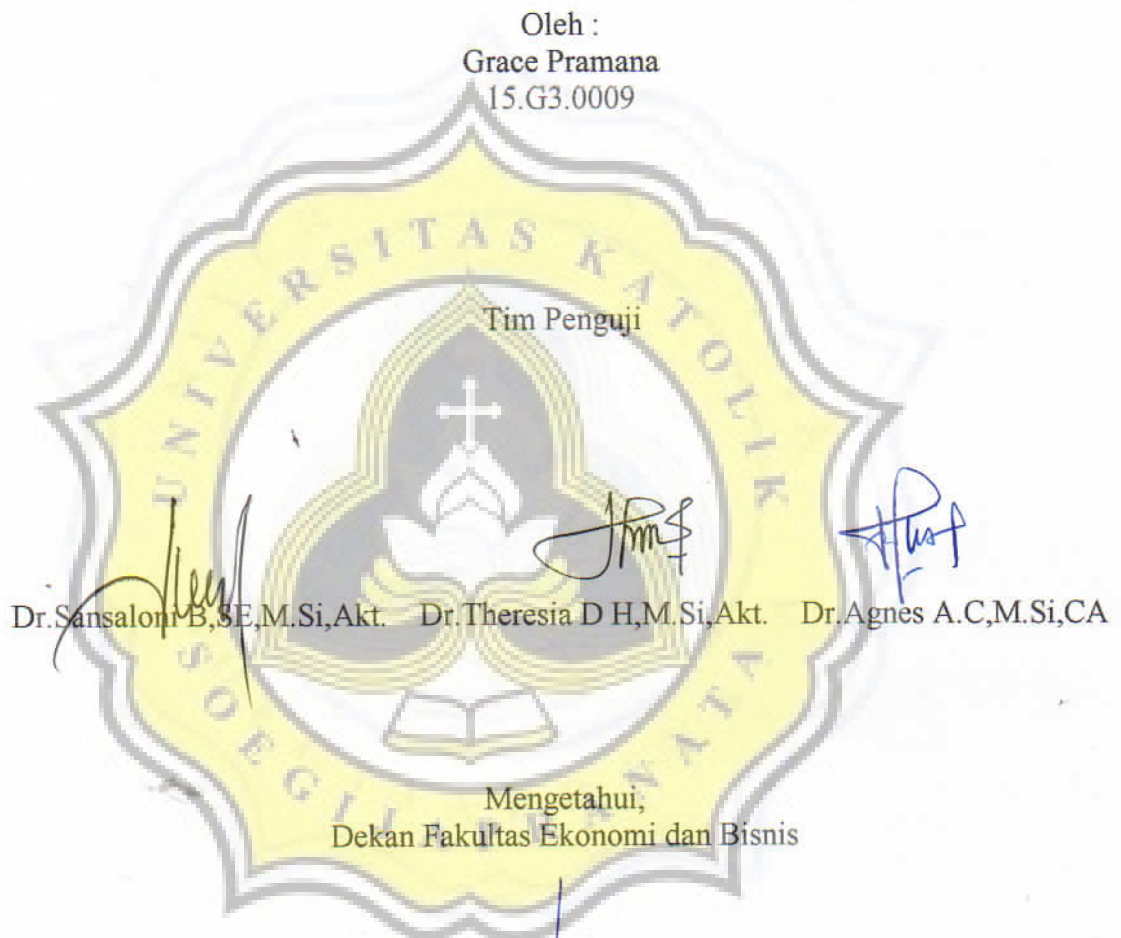 Oleh :
Grace Pramana
15.G3.0009
UNIVERSITAS KATOLIK
Tim Penguji
Dr.Sansaloni B,SE,M.Si,Akt. Dr.Theresia D H,M.Si,Akt. Dr.Agnes A.C,M.Si,CA
SOEGIJAPRANATA
Mengetahui,
Dekan Fakultas Ekonomi dan Bisnis